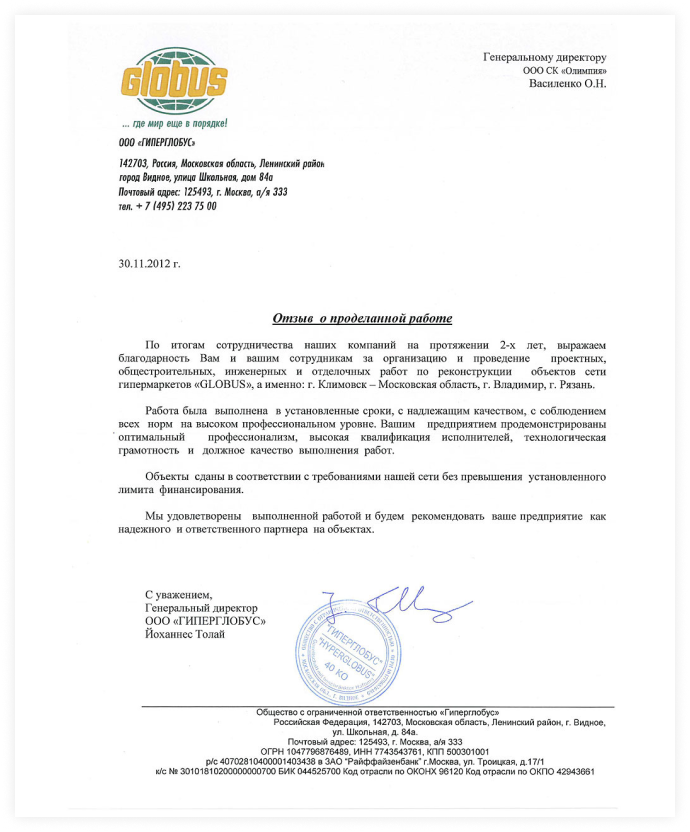 GLOBUS
... где мир еще в порядке!
Генеральному директору
ООО СК «Олимпия»
Василенко О.Н.
ООО «ГИПЕРГЛОБУС»
142703, Россия, Московская область, Ленинский район
город Видное, улица Школьная, дом 84а
Почтовый адрес: 125493, г. Москва, а/я 333
тел. + 7 (495) 223 75 00
30.11.2012 г.
Отзыв о проделанной работе
По итогам сотрудничества наших компаний на протяжении 2-х лет, выражаем
благодарность Вам и вашим сотрудникам за организацию и проведение проектных,
общестроительных, инженерных и отделочных работ по реконструкции объектов сети
гипермаркетов «GLOBUS», а именно: г. Климовск – Московская область, г. Владимир, г. Рязань.
Работа была выполнена в установленные сроки, с надлежащим качеством, с соблюдением
всех норм на высоком профессиональном уровне. Вашим предприятием продемонстрированы
оптимальный профессионализм, высокая квалификация исполнителей, технологическая
грамотность и должное качество выполнения работ.
Объекты сданы в соответствии с требованиями нашей сети без превышения установленного
лимита финансирования.
Мы удовлетворены выполненной работой и будем рекомендовать ваше предприятие как
надежного и ответственного партнера на объектах.
С уважением,
Генеральный директор
ООО «ГИПЕРГЛОБУС»
Йоханнес Толай
"ГИПЕРГЛОБУС"
"HYPERGLOBUS"
40 КО
Общество с ограниченной ответственностью «Гиперглобус»
Российская Федерация, 142703, Московская область, Ленинский район, г. Видное,
ул. Школьная, д. 84а.
Почтовый адрес: 125493, г. Москва, а/я 333
ОГРН 1047796876489, ИНН 7743543761, КПП 500301001
р/с 40702810400001403438 в ЗАО "Райффайзенбанк" г.Москва, ул. Троицкая, д.17/1
к/с № 30101810200000000700 БИК 044525700 Код отрасли по ОКОНХ 96120 Код отрасли по ОКПО 42943661